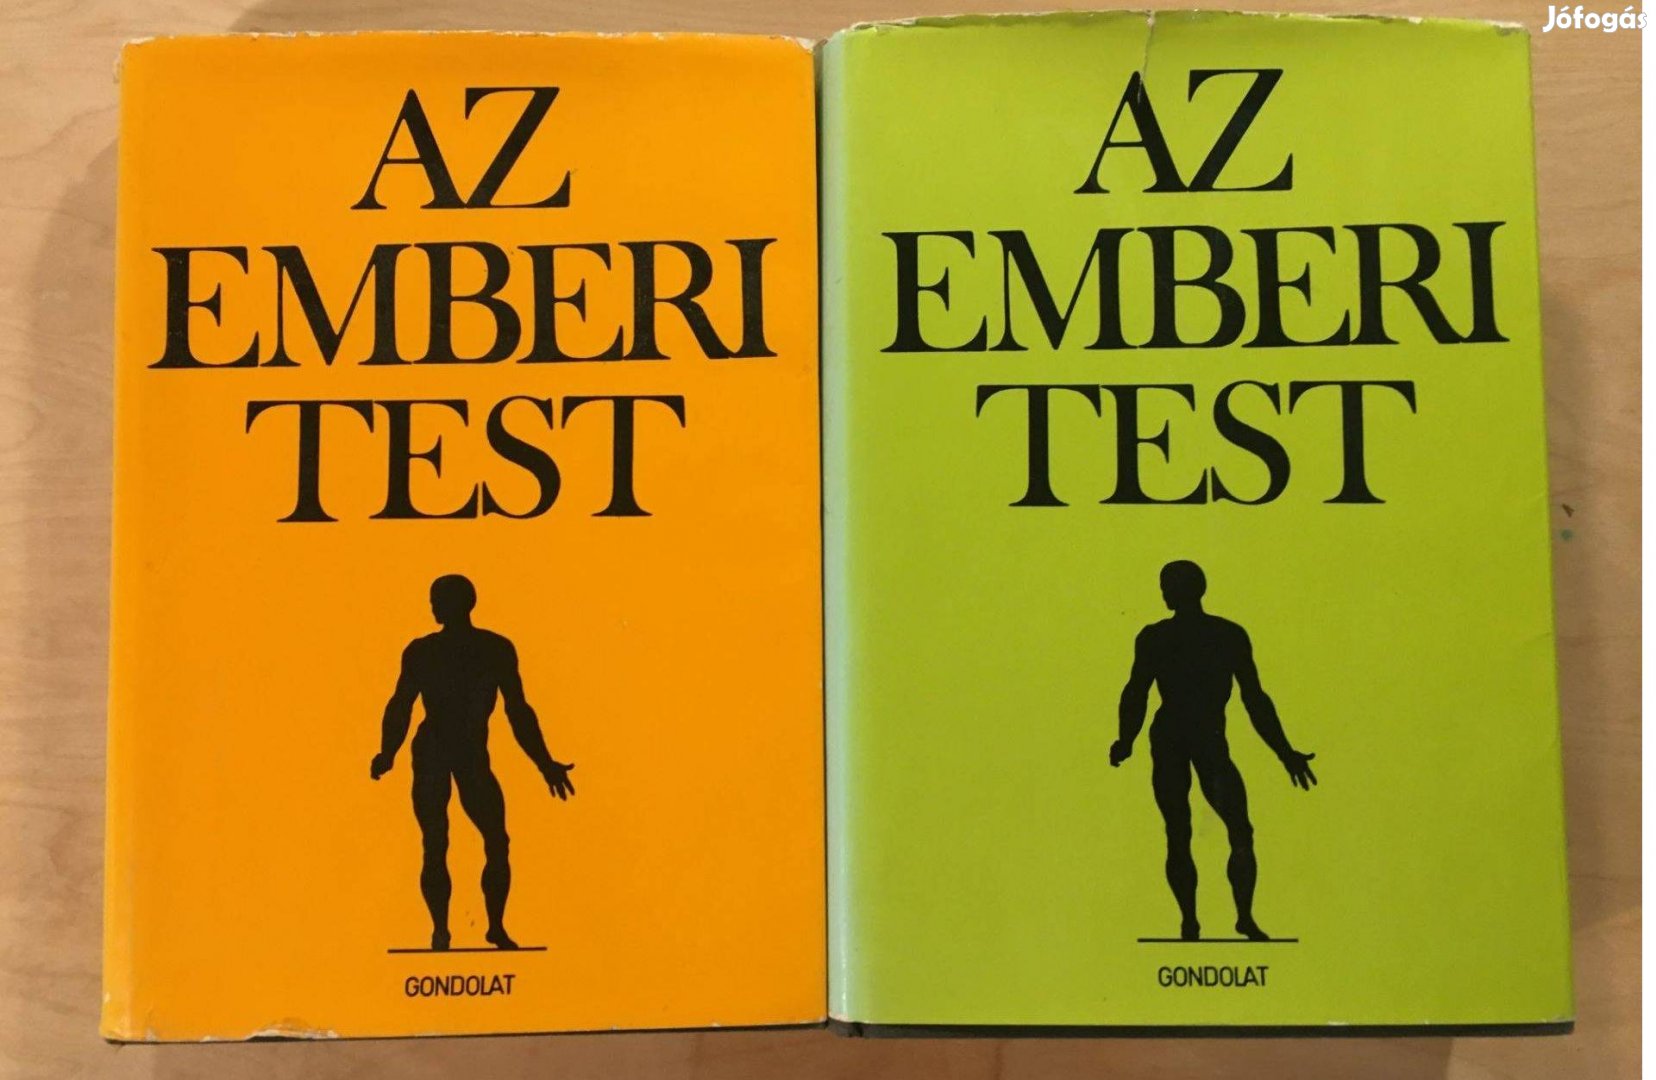 Jófogás
AZ
EMBERI
TEST
GONDOLAT
AZ
EMBERI
TEST
GONDOLAT